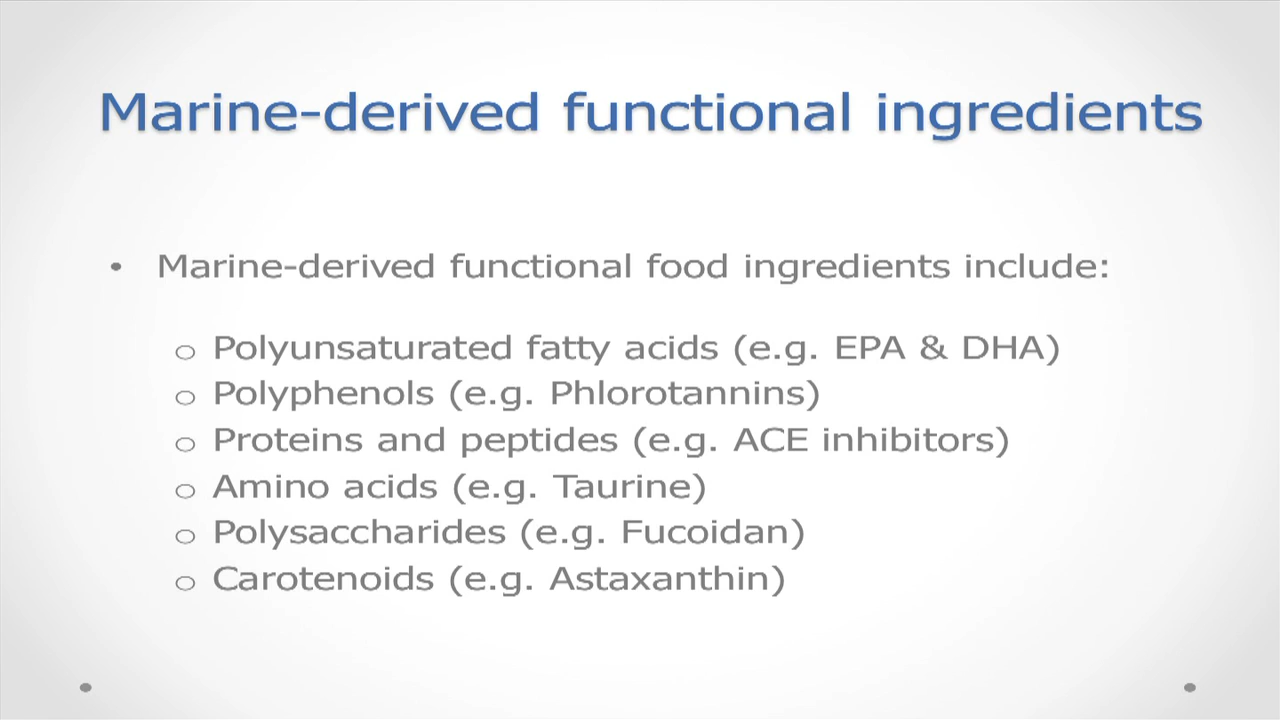 Marine-derived functional ingredients
• Marine-derived functional food ingredients include:
o Polyunsaturated fatty acids (e.g. EPA & DHA)
o Polyphenols (e.g. Phlorotannins)
o Proteins and peptides (e.g. ACE inhibitors)
o Amino acids (e.g. Taurine)
o Polysaccharides (e.g. Fucoidan)
o Carotenoids (e.g. Astaxanthin)